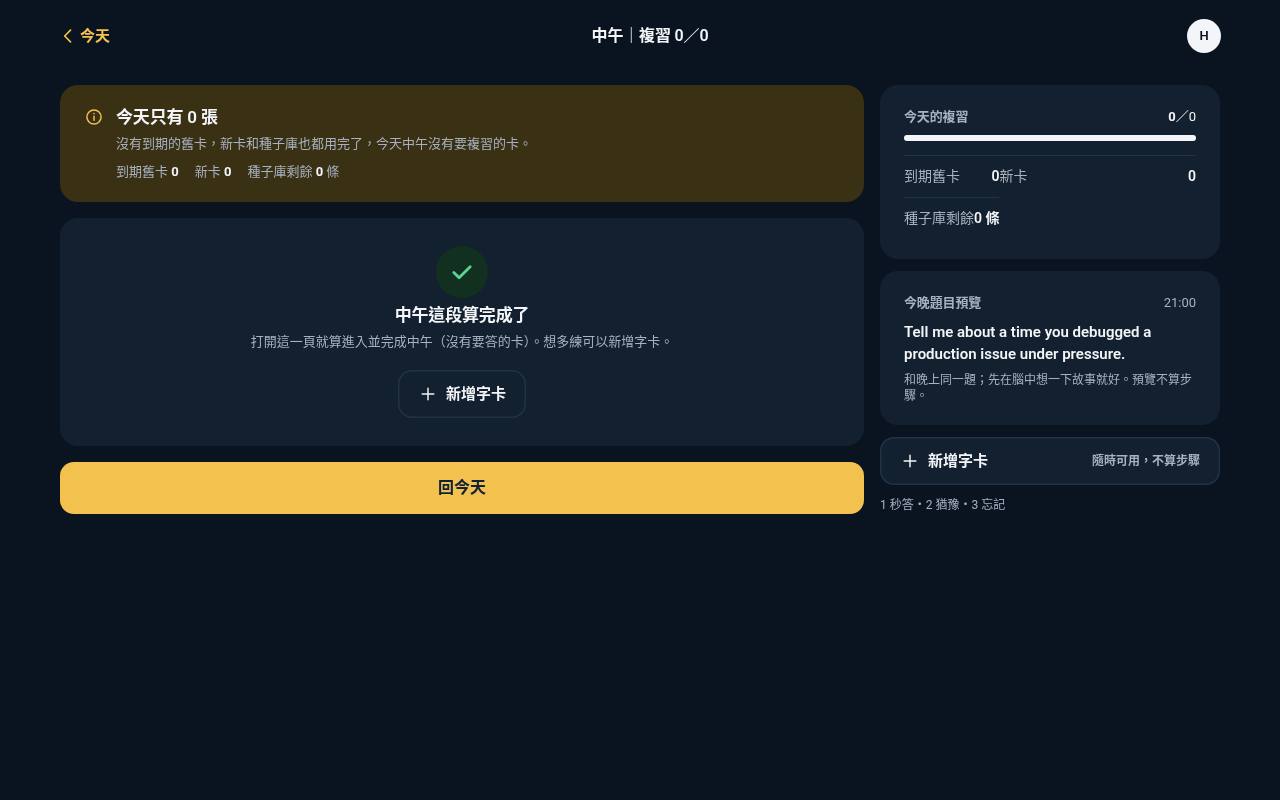 今天
中午｜複習 0／0
H
今天只有 0 張
沒有到期的舊卡，新卡和種子庫也都用完了，今天中午沒有要複習的卡。
到期舊卡 0 新卡 0 種子庫剩餘 0 條
中午這段算完成了
打開這一頁就算進入並完成中午（沒有要答的卡）。想多練可以新增字卡。
新增字卡
回今天
今天的複習 0／0
到期舊卡 0新卡 0
種子庫剩餘0 條
今晚題目預覽 21:00
Tell me about a time you debugged a
production issue under pressure.
和晚上同一題；先在腦中想一下故事就好。預覽不算步
驟。
新增字卡 隨時可用，不算步驟
1 秒答・2 猶豫・3 忘記